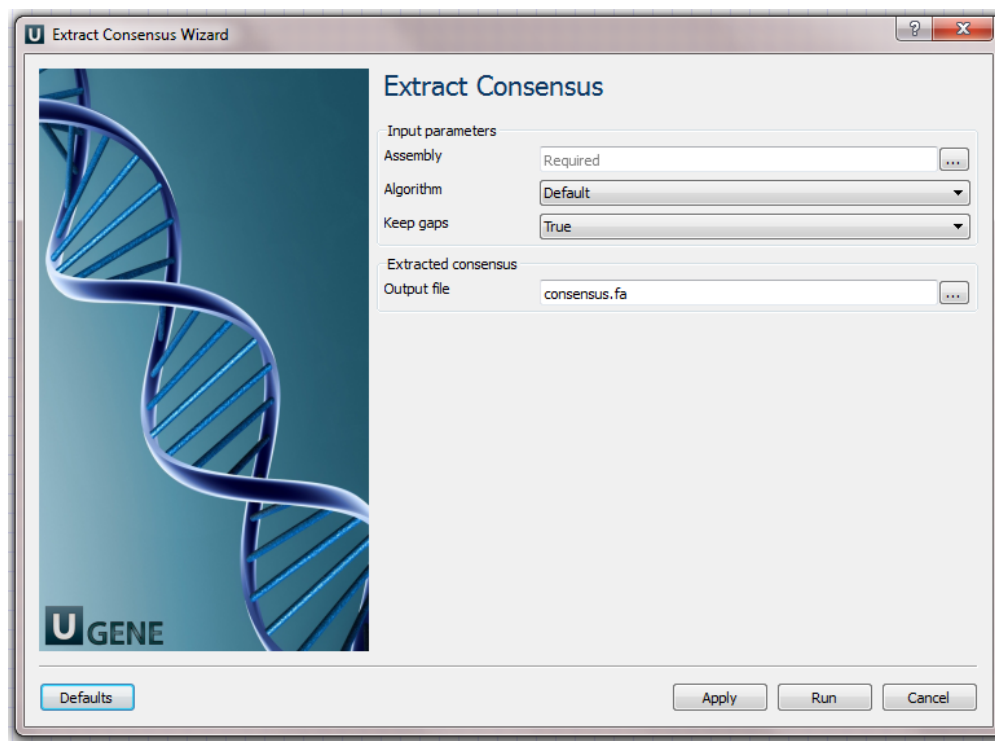 U Extract Consensus Wizard
?
Extract Consensus
Input parameters
Assembly Required ...
Algorithm Default
Keep gaps True
Extracted consensus
Output file consensus.fa ...
U GENE
Defaults Apply Run Cancel